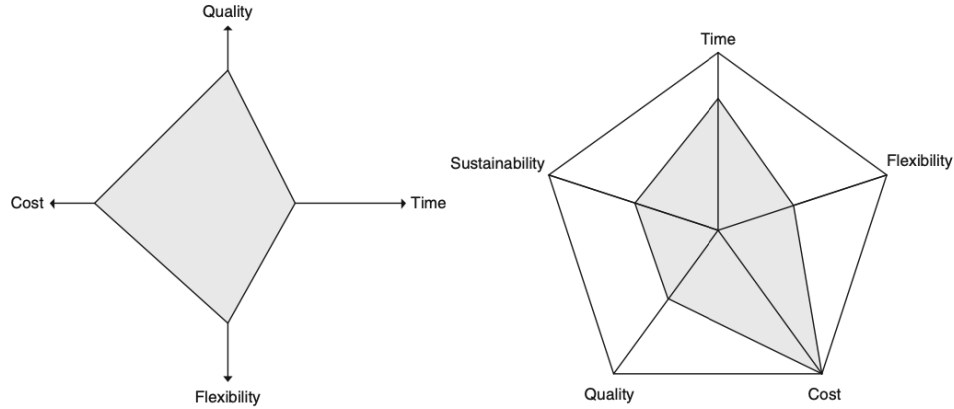 Quality
Cost
Time
Flexibility
Time
Sustainability
Flexibility
Quality
Cost